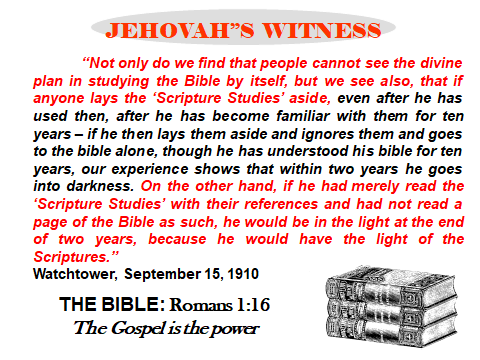 JEHOVAH”S WITNESS
“Not only do we find that people cannot see the divine
plan in studying the Bible by itself, but we see also, that if
anyone lays the ‘Scripture Studies’ aside, even after he has
used then, after he has become familiar with them for ten
years – if he then lays them aside and ignores them and goes
to the bible alone, though he has understood his bible for ten
years, our experience shows that within two years he goes
into darkness. On the other hand, if he had merely read the
‘Scripture Studies’ with their references and had not read a
page of the Bible as such, he would be in the light at the end
of two years, because he would have the light of the
Scriptures.”
Watchtower, September 15, 1910
THE BIBLE: Romans 1:16
The Gospel is the power